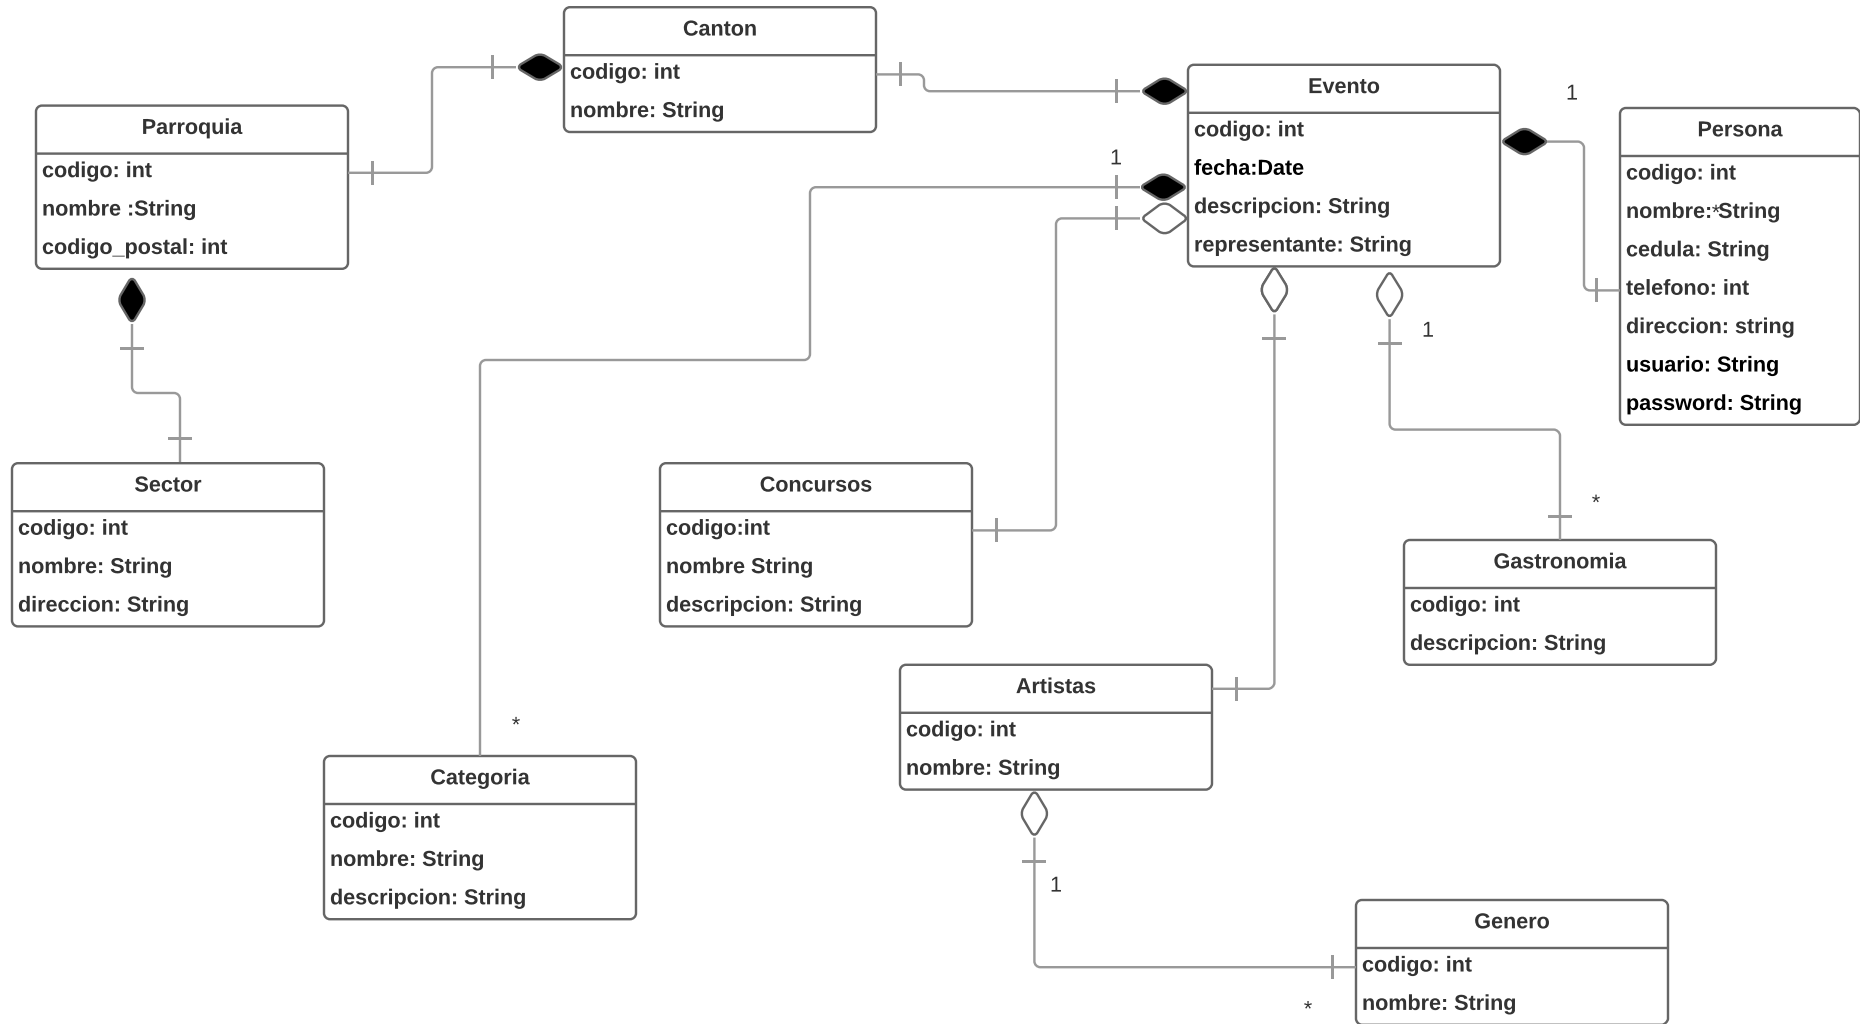 Canton
codigo: int
nombre: String
Evento
codigo: int
fecha:Date
descripcion: String
representante: String
1
1
1
Persona
codigo: int
nombre:*String
cedula: String
telefono: int
direccion: string
usuario: String
password: String
Parroquia
codigo: int
nombre :String
codigo_postal: int
Sector
codigo: int
nombre: String
direccion: String
Concursos
codigo:int
nombre String
descripcion: String
*
Gastronomia
codigo: int
descripcion: String
Artistas
codigo: int
nombre: String
*
Categoria
codigo: int
nombre: String
descripcion: String
1
*
Genero
codigo: int
nombre: String